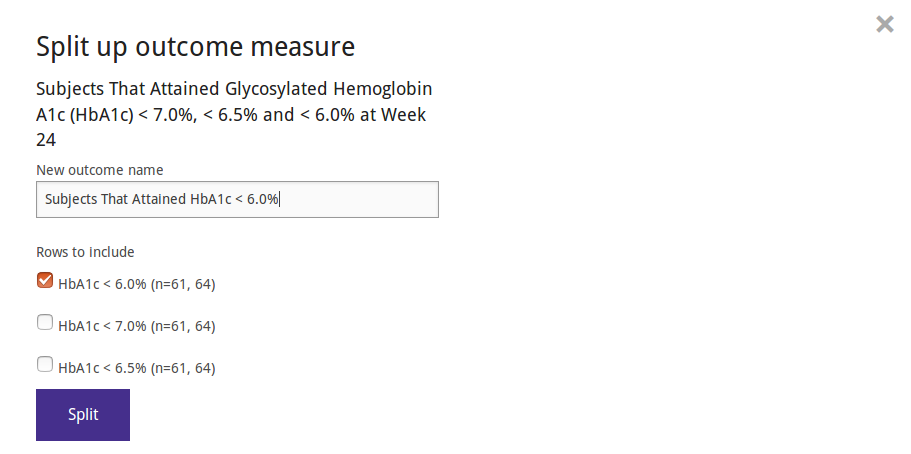 Split up outcome measure
Subjects That Attained Glycosylated Hemoglobin
A1c (HbA1c) < 7.0%, < 6.5% and < 6.0% at Week
24
New outcome name
Subjects That Attained HbA1c < 6.0%
Rows to include
HbA1c < 6.0% (n=61, 64)
HbA1c < 7.0% (n=61, 64)
HbA1c < 6.5% (n=61, 64)
Split